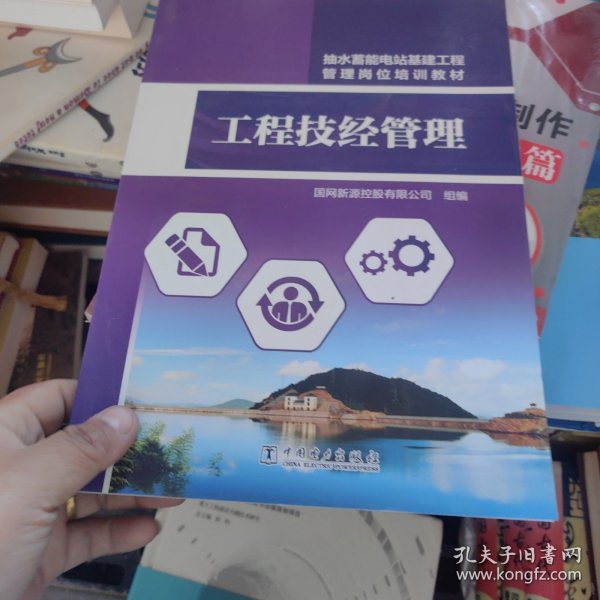 抽水蓄能电站基建工程
管理岗位培训教材
工程技经管理
国网新源控股有限公司 组编
中国电力出版社
CHINA ELECTRIC POWER PRESS
制作
篇
孔夫子旧书网
www.kongfz.com